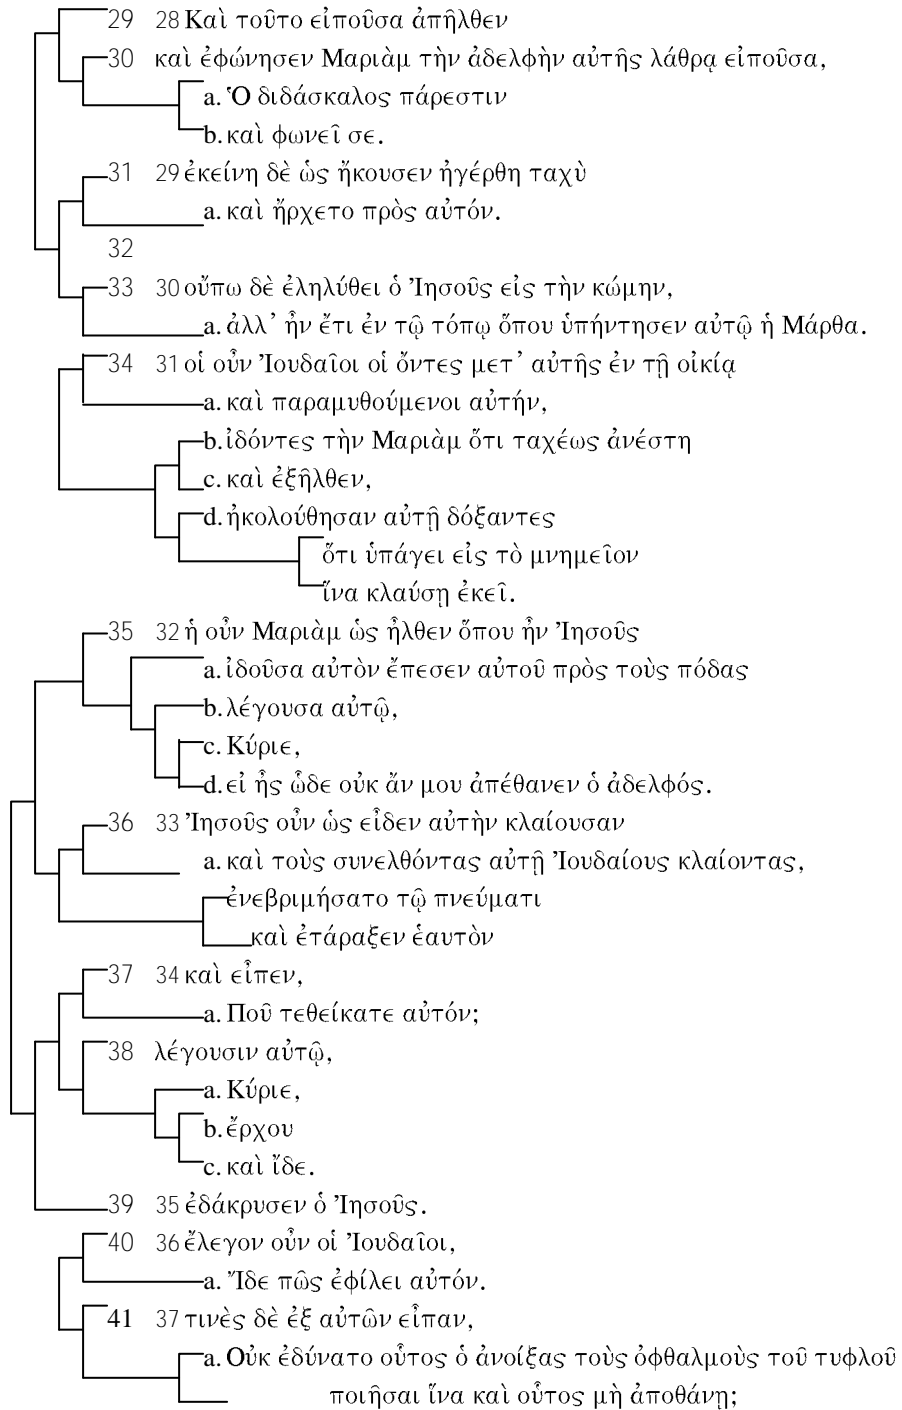 29 28 Καὶ τοῦτο εἰποῦσα ἀπῆλθεν
30 καὶ ἐφώνησεν Μαριὰμ τὴν ἀδελφὴν αὐτῆς λάθρᾳ εἰποῦσα,
a. Ὁ διδάσκαλος πάρεστιν
b. καὶ φωνεῖ σε.
31 29 ἐκείνη δὲ ὡς ἤκουσεν ἠγέρθη ταχὺ
a. καὶ ἤρχετο πρὸς αὐτόν.
32
33 30 οὔπω δὲ ἐληλύθει ὁ Ἰησοῦς εἰς τὴν κώμην,
a. ἀλλ’ ἦν ἔτι ἐν τῷ τόπῳ ὅπου ὑπήντησεν αὐτῷ ἡ Μάρθα.
34 31 οἱ οὖν Ἰουδαῖοι οἱ ὄντες μετ’ αὐτῆς ἐν τῇ οἰκίᾳ
a. καὶ παραμυθούμενοι αὐτήν,
b. ἰδόντες τὴν Μαριὰμ ὅτι ταχέως ἀνέστη
c. καὶ ἐξῆλθεν,
d. ἠκολούθησαν αὐτῇ δόξαντες
ὅτι ὑπάγει εἰς τὸ μνημεῖον
ἵνα κλαύσῃ ἐκεῖ.
35 32 ἡ οὖν Μαριὰμ ὡς ἦλθεν ὅπου ἦν Ἰησοῦς
a. ἰδοῦσα αὐτὸν ἔπεσεν αὐτοῦ πρὸς τοὺς πόδας
b. λέγουσα αὐτῷ,
c. Κύριε,
d. εἰ ἦς ὧδε οὐκ ἄν μου ἀπέθανεν ὁ ἀδελφός.
36 33 Ἰησοῦς οὖν ὡς εἶδεν αὐτὴν κλαίουσαν
a. καὶ τοὺς συνελθόντας αὐτῇ Ἰουδαίους κλαίοντας,
ἐνεβριμήσατο τῷ πνεύματι
καὶ ἐτάραξεν ἑαυτὸν
37 34 καὶ εἶπεν,
a. Ποῦ τεθείκατε αὐτόν;
38 λέγουσιν αὐτῷ,
a. Κύριε,
b. ἔρχου
c. καὶ ἴδε.
39 35 ἐδάκρυσεν ὁ Ἰησοῦς.
40 36 ἔλεγον οὖν οἱ Ἰουδαῖοι,
a. Ἴδε πῶς ἐφίλει αὐτόν.
41 37 τινὲς δὲ ἐξ αὐτῶν εἶπαν,
a. Οὐκ ἐδύνατο οὗτος ὁ ἀνοίξας τοὺς ὀφθαλμοὺς τοῦ τυφλοῦ
ποιῆσαι ἵνα καὶ οὗτος μὴ ἀποθάνῃ;